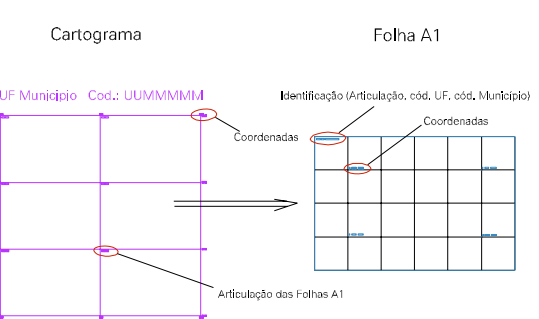 Cartograma
Folha A1
UF Município Cod.: UUMMMMM
Identificação (Articulação, cód. UF, cód. Município)
Coordenadas
Coordenadas
Articulação das Folhas A1